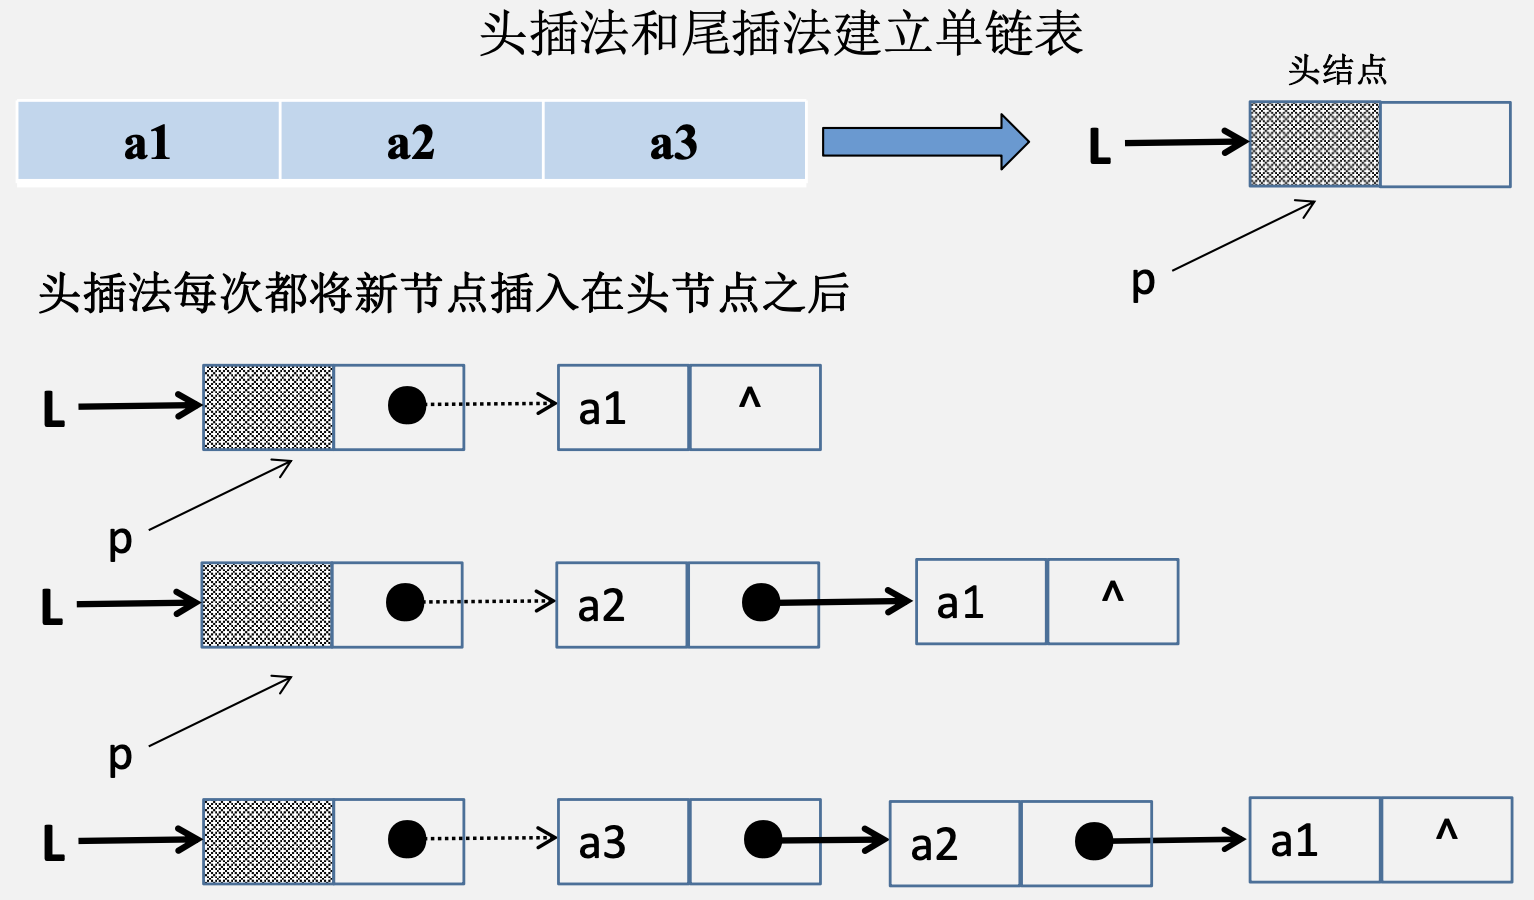 头插法和尾插法建立单链表
头结点
a1 a2 a3 L
p
头插法每次都将新节点插入在头节点之后
L a1 ^
p
L a2 a1 ^
p
L a3 a2 a1 ^